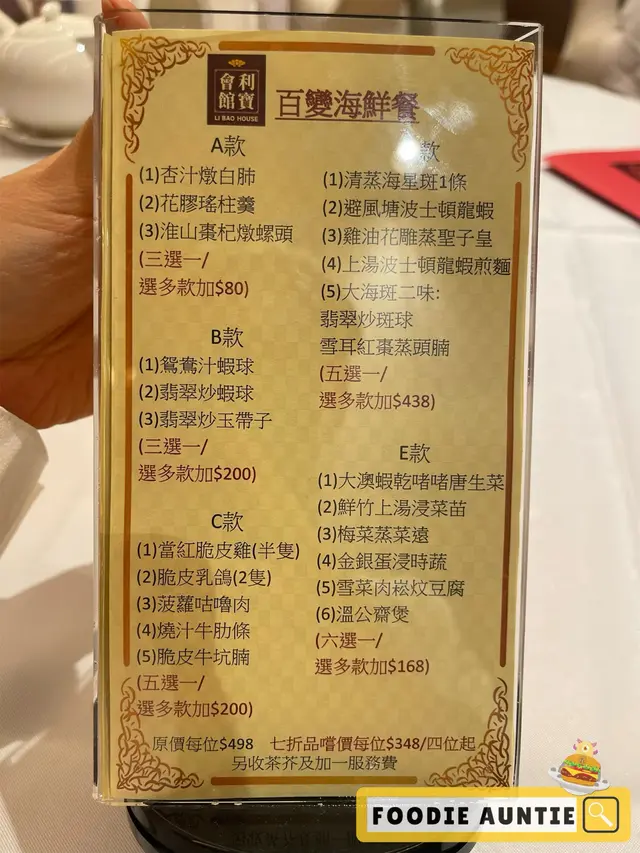 會利
館寶
LI BAO HOUSE
百變海鮮餐
A款
(1)杏汁燉白肺
(2)花膠瑤柱羹
(3)淮山棗杞燉螺頭
(三選一/
選多款加$80)
B款
(1)鴛鴦汁蝦球
(2)翡翠炒蝦球
(3)翡翠炒玉帶子
(三選一/
選多款加$200)
C款
(1)當紅脆皮雞(半隻)
(2)脆皮乳鴿(2隻)
(3)菠蘿咕嚕肉
(4)燒汁牛肋條
(5)脆皮牛坑腩
(五選一/
選多款加$200)
款
(1)清蒸海星斑1條
(2)避風塘波士頓龍蝦
(3)雞油花雕蒸聖子皇
(4)上湯波士頓龍蝦煎麵
(5)大海斑二味:
翡翠炒斑球
雪耳紅棗蒸頭腩
(五選一/
選多款加$438)
E款
(1)大澳蝦乾啫啫唐生菜
(2)鮮竹上湯浸菜苗
(3)梅菜蒸菜遠
(4)金銀蛋浸時蔬
(5)雪菜肉崧炆豆腐
(6)溫公齋煲
(六選一/
選多款加$168)
原價每位$498 七折品嚐價每位$348/四位起
另收茶芥及加一服務費
FOODIE AUNTIE